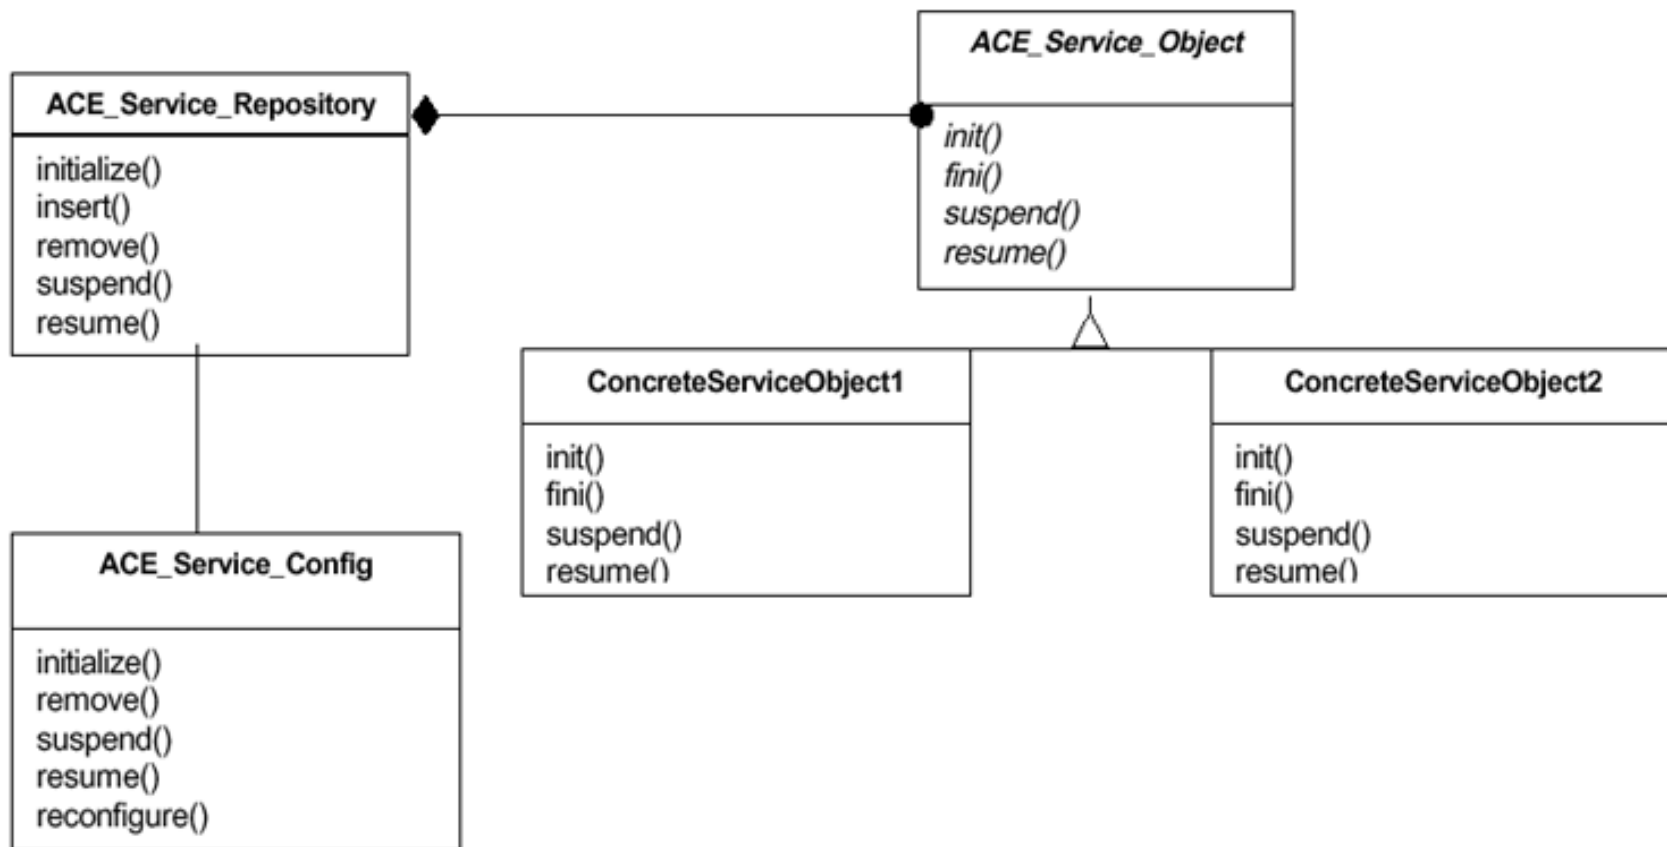 ACE_Service_Object
init()
fini()
suspend()
resume()
ACE_Service_Repository
initialize()
insert()
remove()
suspend()
resume()
ConcreteServiceObject1
init()
fini()
suspend()
resume()
ConcreteServiceObject2
init()
fini()
suspend()
resume()
ACE_Service_Config
initialize()
remove()
suspend()
resume()
reconfigure()